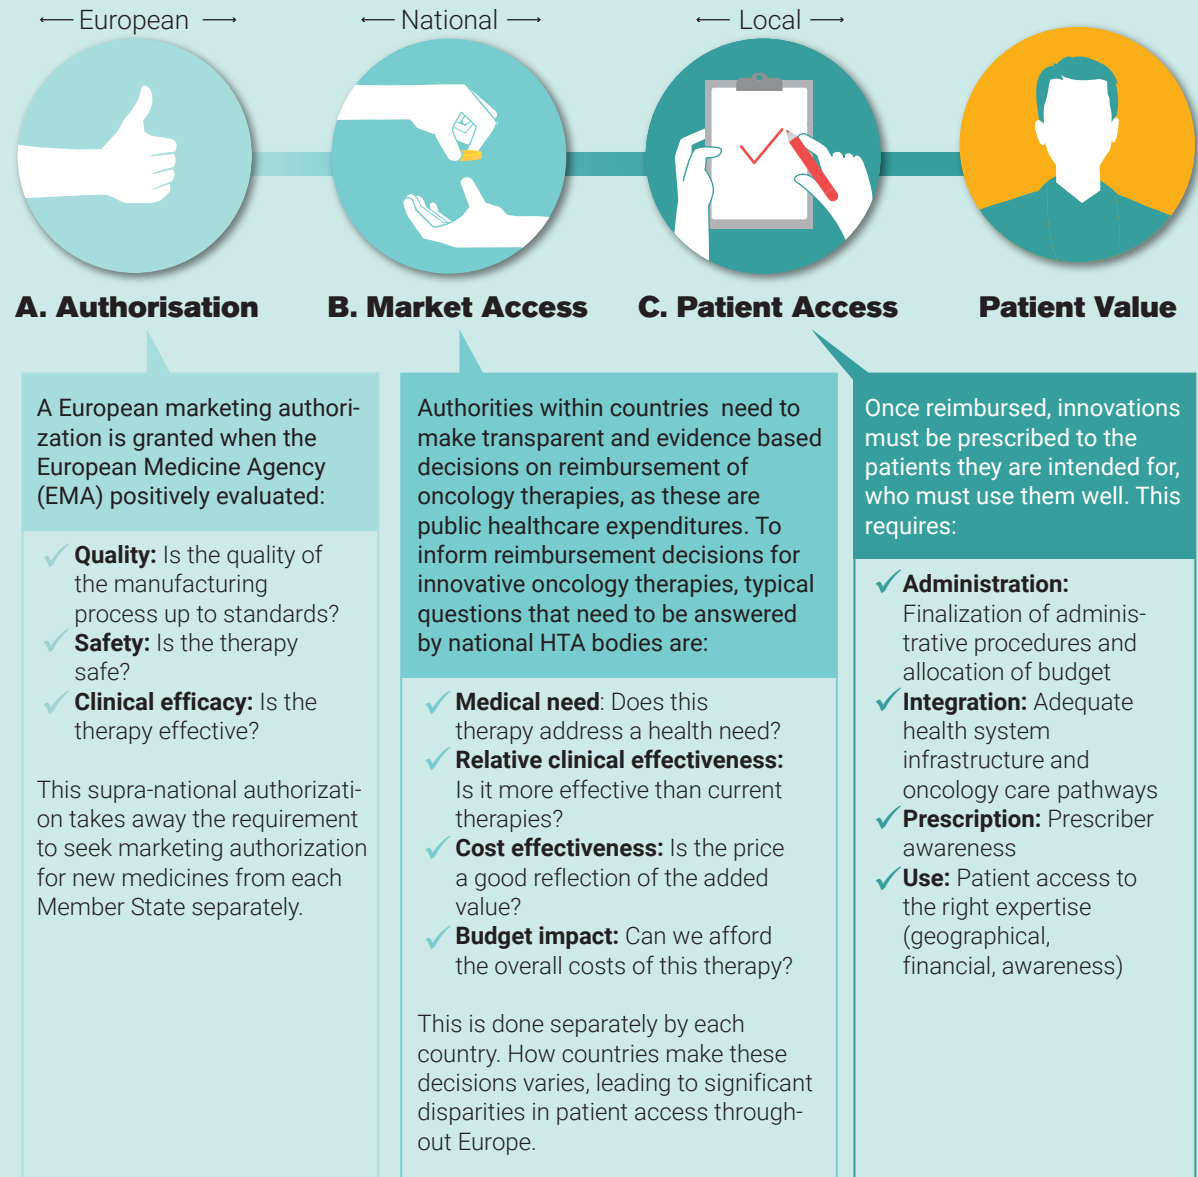 European
National
Local
A. Authorisation
B. Market Access
C. Patient Access
Patient Value
A European marketing authori-
zation is granted when the
European Medicine Agency
(EMA) positively evaluated:
Quality: Is the quality of
the manufacturing
process up to standards?
Safety: Is the therapy
safe?
Clinical efficacy: Is the
therapy effective?
This supra-national authorizati-
on takes away the requirement
to seek marketing authorization
for new medicines from each
Member State separately.
Authorities within countries need to
make transparent and evidence based
decisions on reimbursement of
oncology therapies, as these are
public healthcare expenditures. To
inform reimbursement decisions for
innovative oncology therapies, typical
questions that need to be answered
by national HTA bodies are:
Medical need: Does this
therapy address a health need?
Relative clinical effectiveness:
Is it more effective than current
therapies?
Cost effectiveness: Is the price
a good reflection of the added
value?
Budget impact: Can we afford
the overall costs of this therapy?
This is done separately by each
country. How countries make these
decisions varies, leading to significant
disparities in patient access through-
out Europe.
Once reimbursed, innovations
must be prescribed to the
patients they are intended for,
who must use them well. This
requires:
Administration:
Finalization of adminis-
trative procedures and
allocation of budget
Integration: Adequate
health system
infrastructure and
oncology care pathways
Prescription: Prescriber
awareness
Use: Patient access to
the right expertise
(geographical,
financial, awareness)